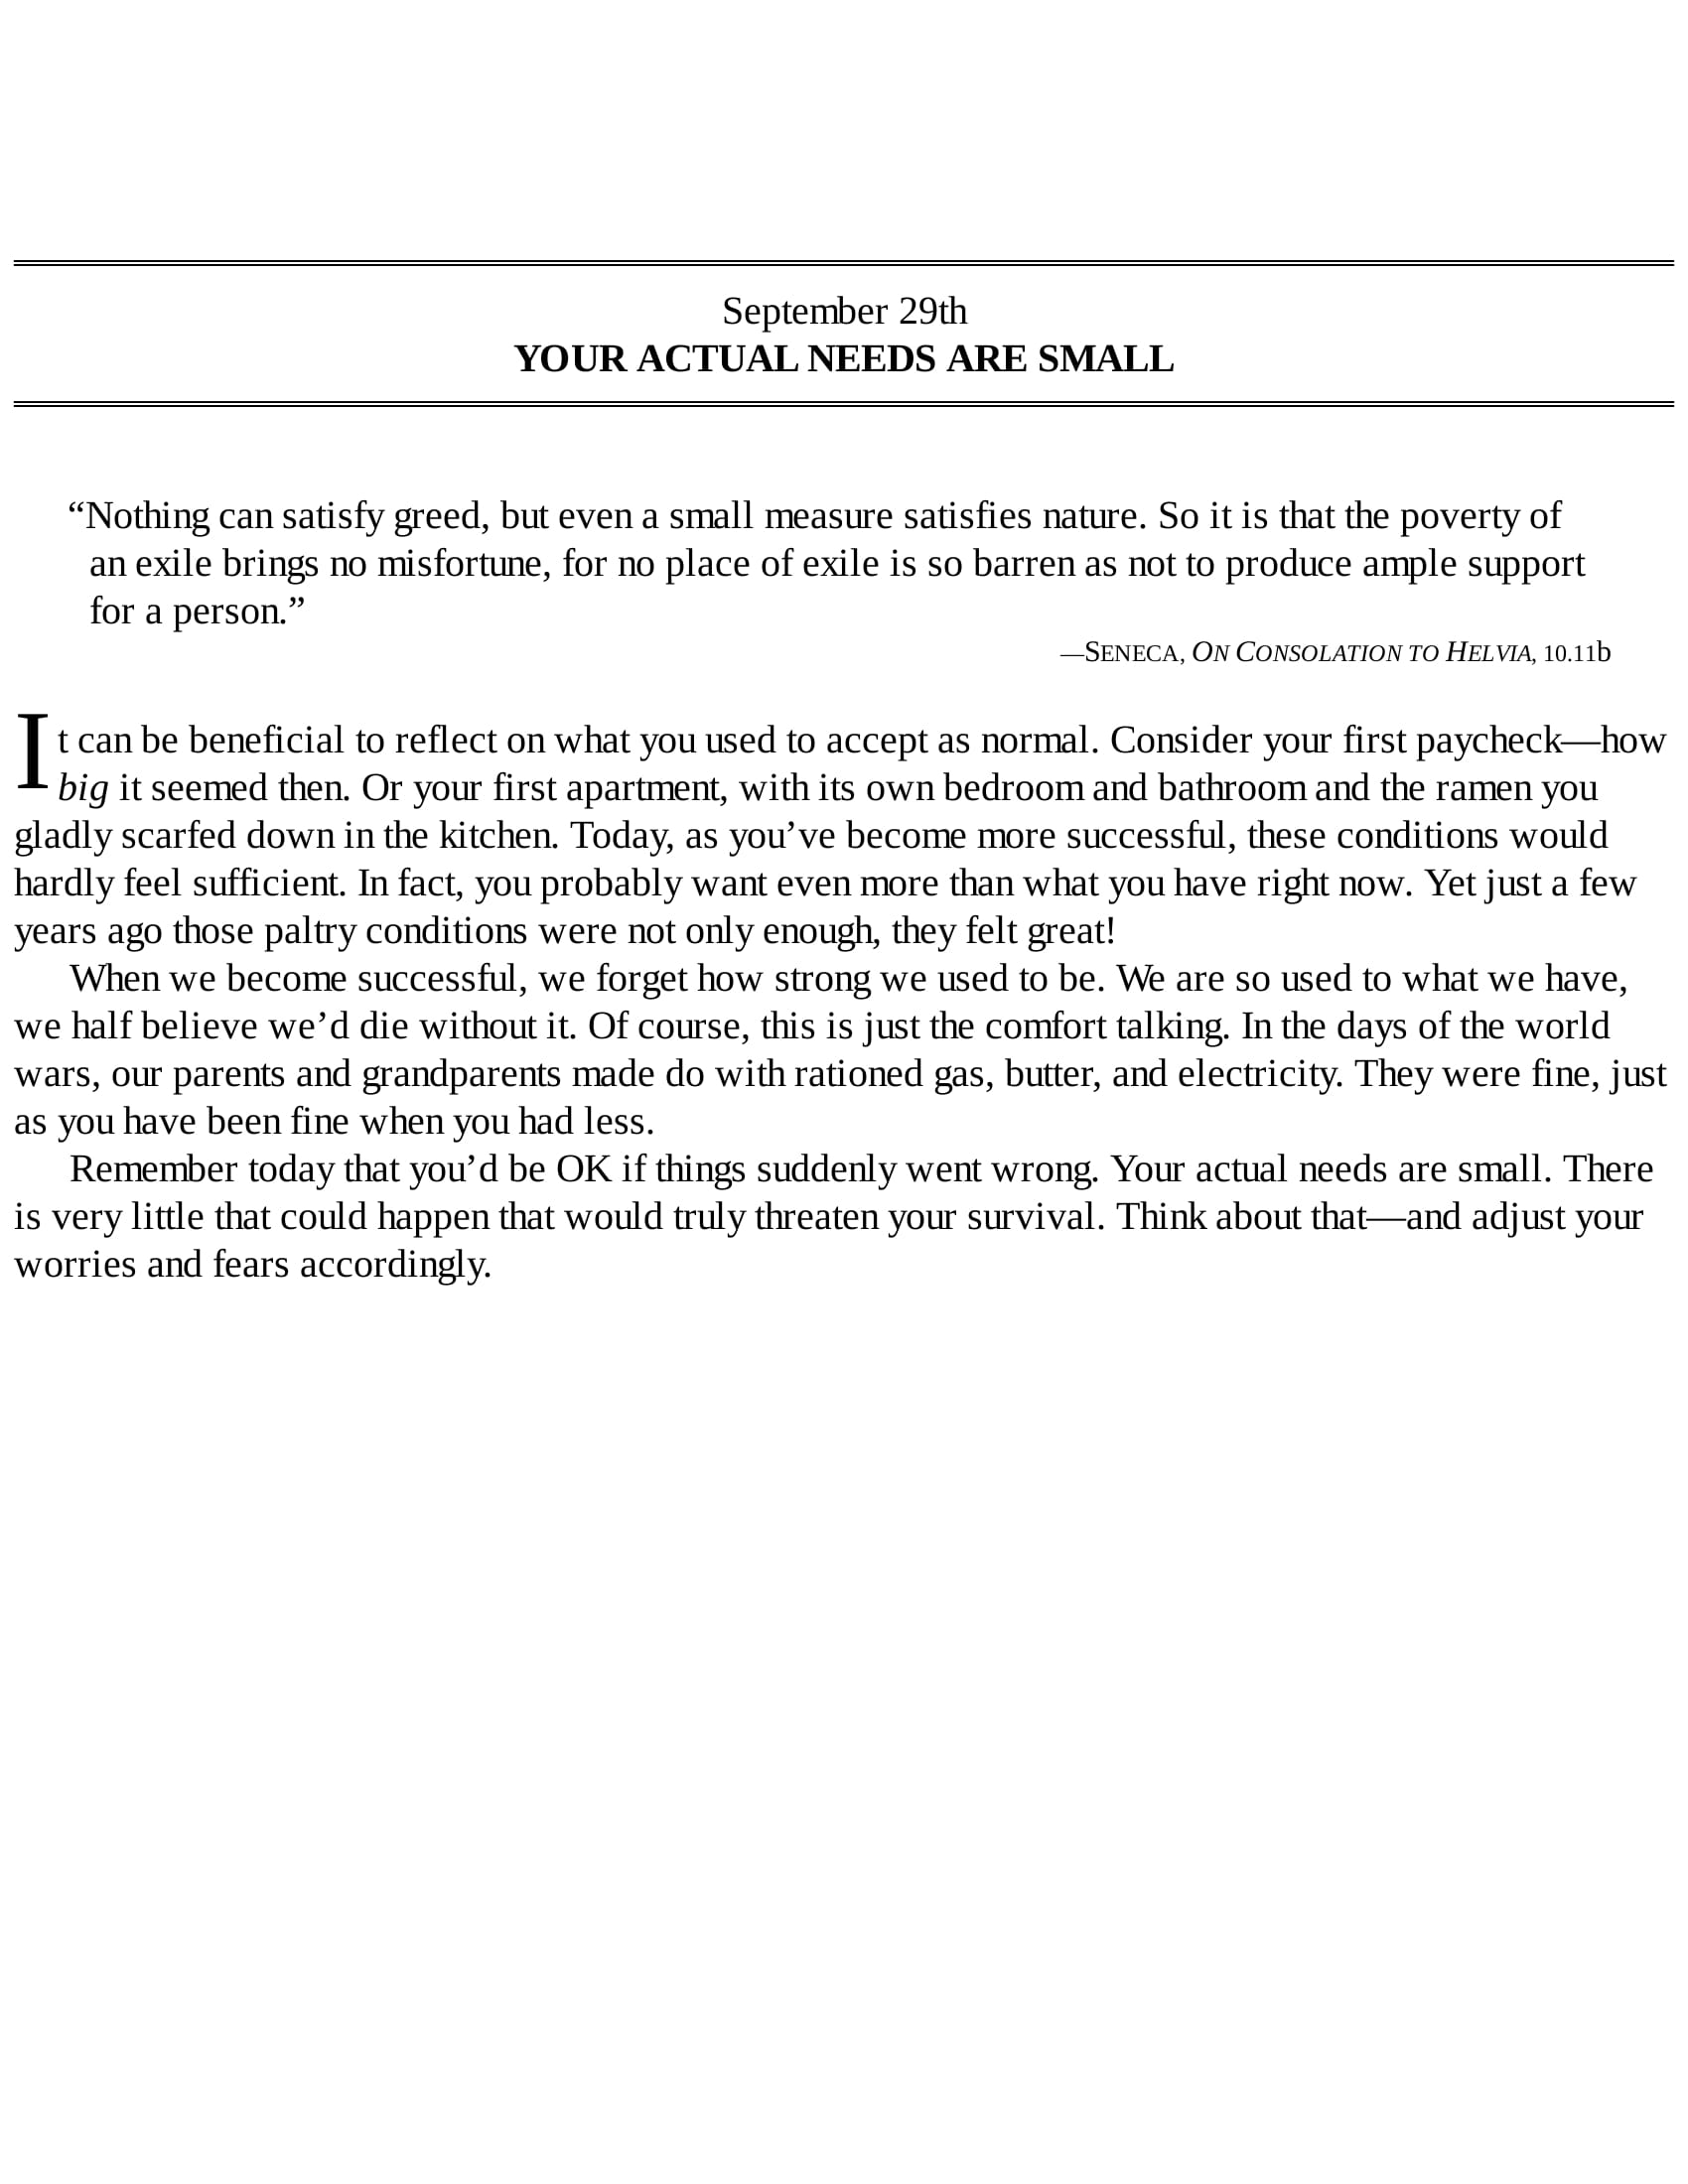 September 29th
YOUR ACTUAL NEEDS ARE SMALL
“Nothing can satisfy greed, but even a small measure satisfies nature. So it is that the poverty of
an exile brings no misfortune, for no place of exile is so barren as not to produce ample support
for a person.”
—SENECA, ON CONSOLATION TO HELVIA, 10.11b
It can be beneficial to reflect on what you used to accept as normal. Consider your first paycheck—how
big it seemed then. Or your first apartment, with its own bedroom and bathroom and the ramen you
gladly scarfed down in the kitchen. Today, as you’ve become more successful, these conditions would
hardly feel sufficient. In fact, you probably want even more than what you have right now. Yet just a few
years ago those paltry conditions were not only enough, they felt great!
When we become successful, we forget how strong we used to be. We are so used to what we have,
we half believe we’d die without it. Of course, this is just the comfort talking. In the days of the world
wars, our parents and grandparents made do with rationed gas, butter, and electricity. They were fine, just
as you have been fine when you had less.
Remember today that you’d be OK if things suddenly went wrong. Your actual needs are small. There
is very little that could happen that would truly threaten your survival. Think about that—and adjust your
worries and fears accordingly.